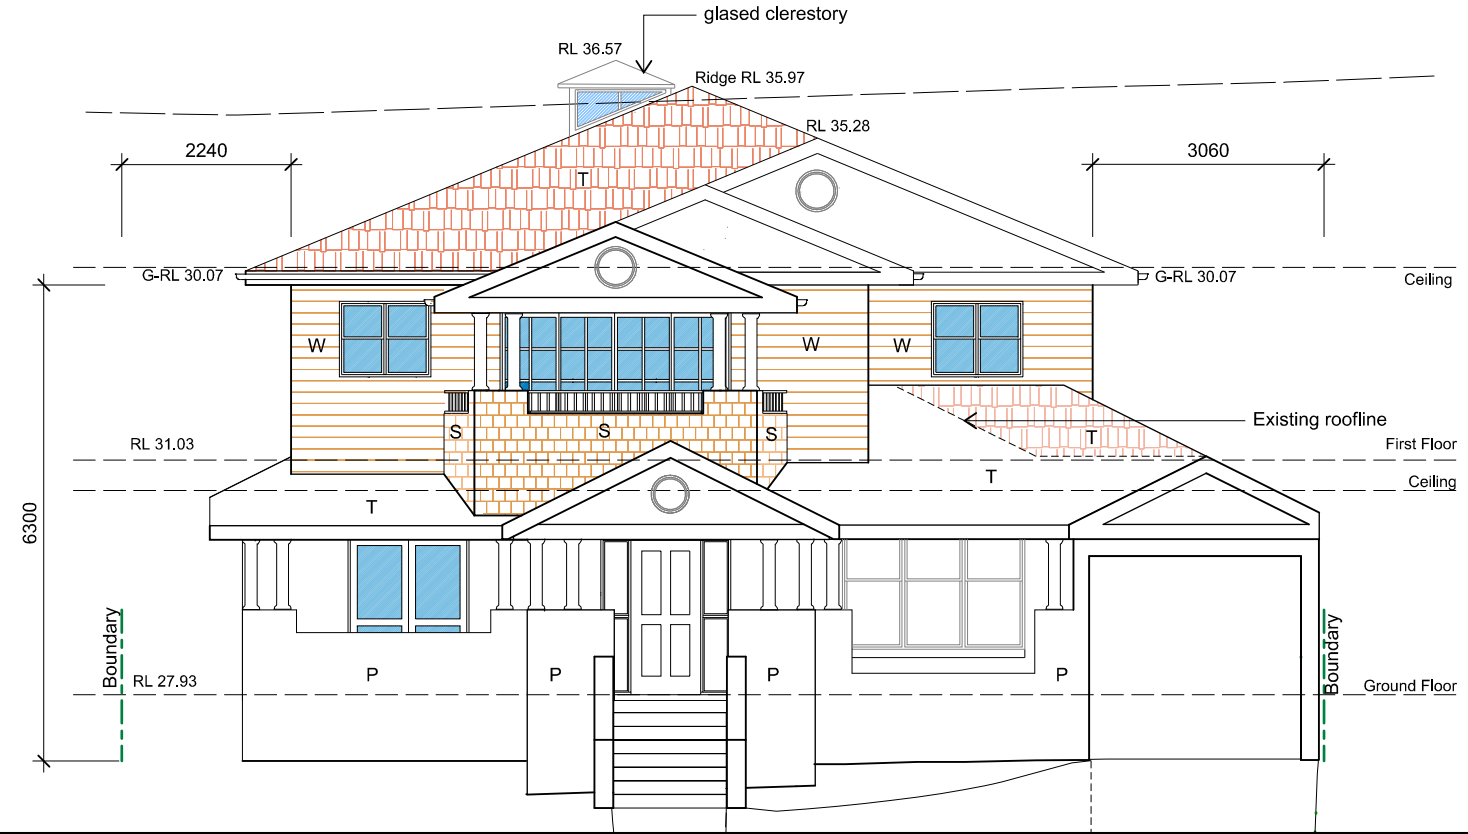 glased clerestory
RL 36.57
Ridge RL 35.97
RL 35.28
2240
3060
T
G-RL 30.07
G-RL 30.07
Ceiling
W
W
W
Existing roofline
S
S
S
T
RL 31.03
First Floor
T
Ceiling
T
6300
Boundary
Boundary
P
P
P
P
RL 27.93
Ground Floor